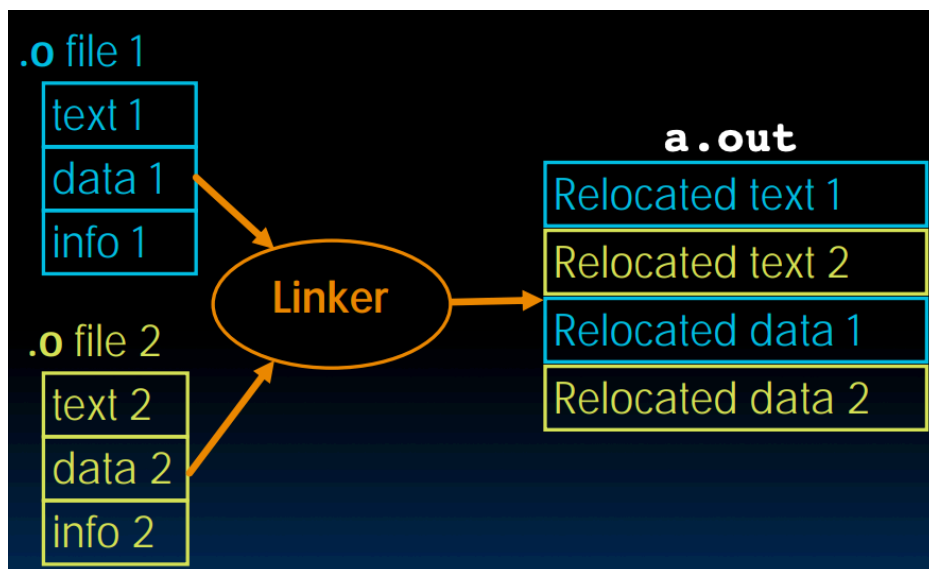 .o file 1
text 1
data 1
info 1
.o file 2
text 2
data 2
info 2
Linker
a.out
Relocated text 1
Relocated text 2
Relocated data 1
Relocated data 2